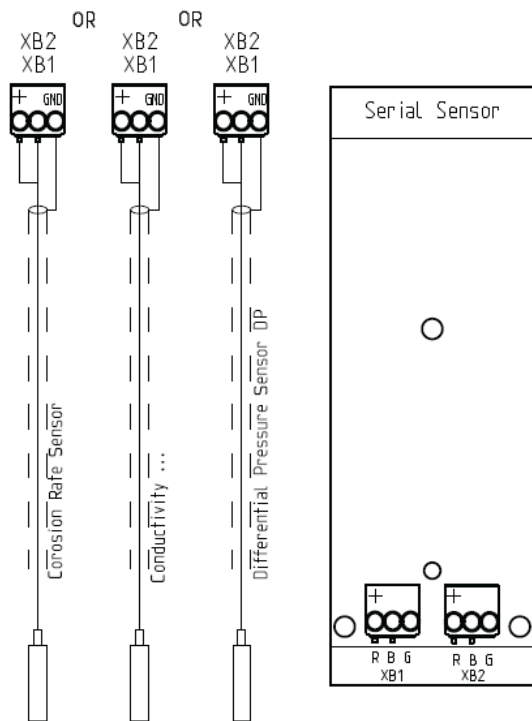 OR
OR
XB2
XB1
+ GND
XB2
XB1
+ GND
XB2
XB1
+ GND
Corosion Rafe Sensor
Conductivity ...
Differential Pressure Sensor DP
Serial Sensor
+
+
R B G
XB1
R B G
XB2